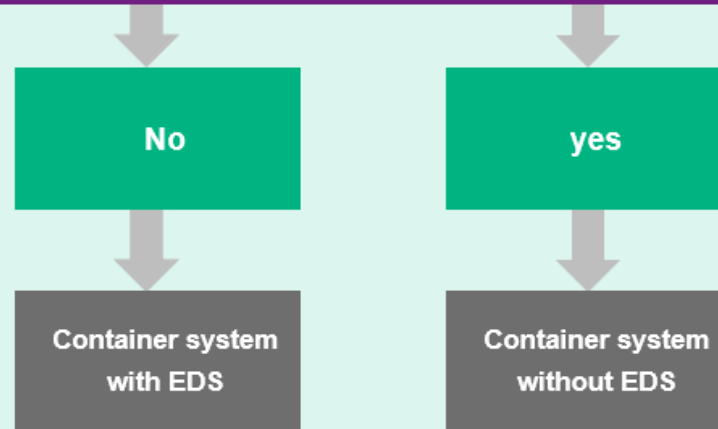 No
yes
Container system
with EDS
Container system
without EDS